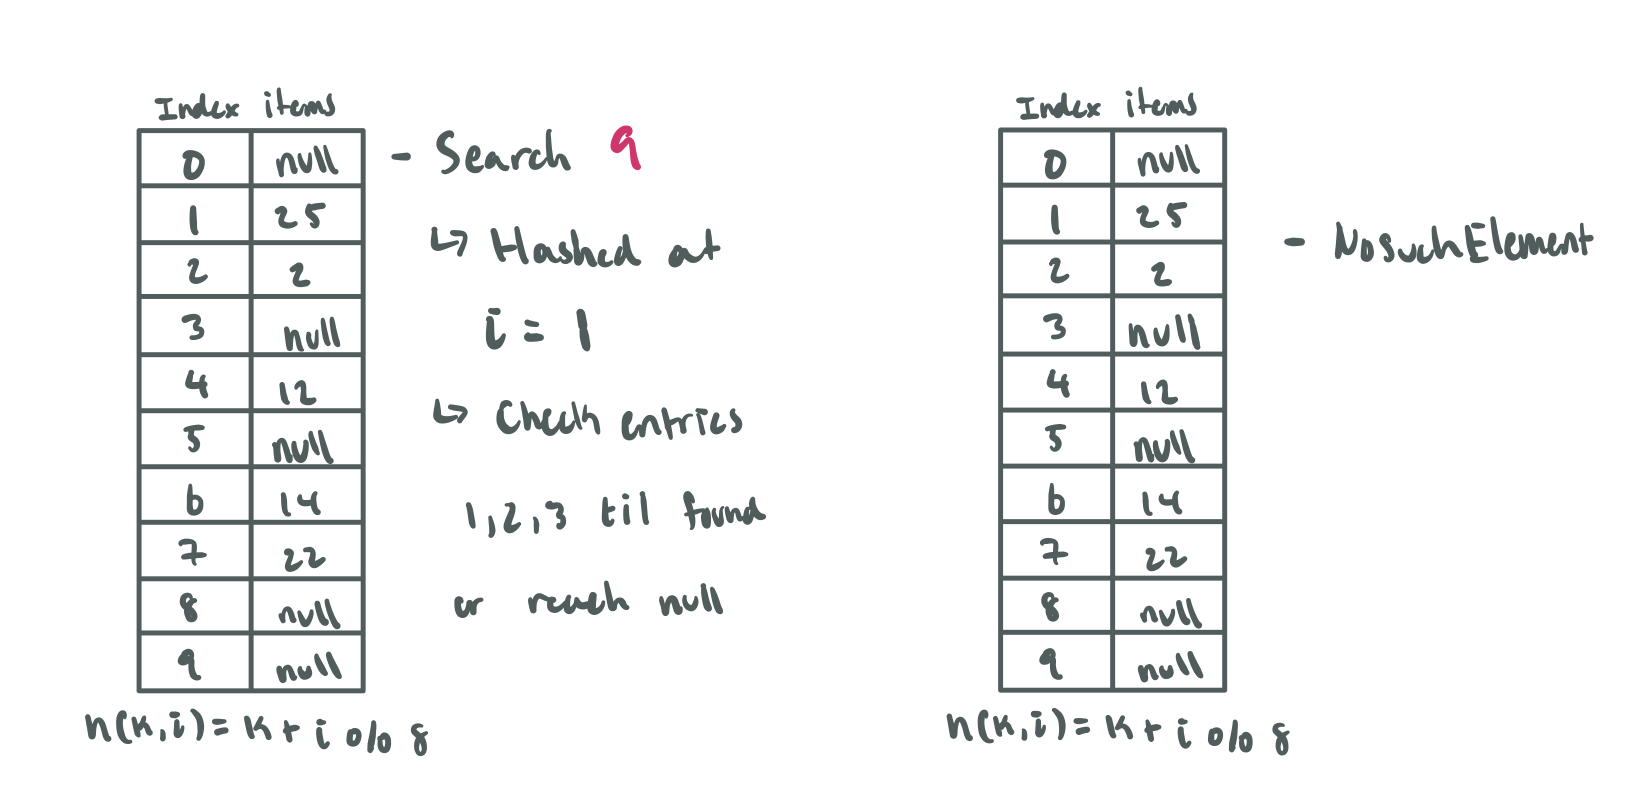 Index items
0 null
1 25
2 2
3 null
4 12
5 null
6 14
7 22
8 null
9 null
h(k,i) = k + i % 8
- Search 9
↳ Hashed at
i = 1
↳ Check entries
1,2,3 til found
or reach null
Index items
0 null
1 25
2 2
3 null
4 12
5 null
6 14
7 22
8 null
9 null
h(k,i) = k + i % 8
- NoSuchElement